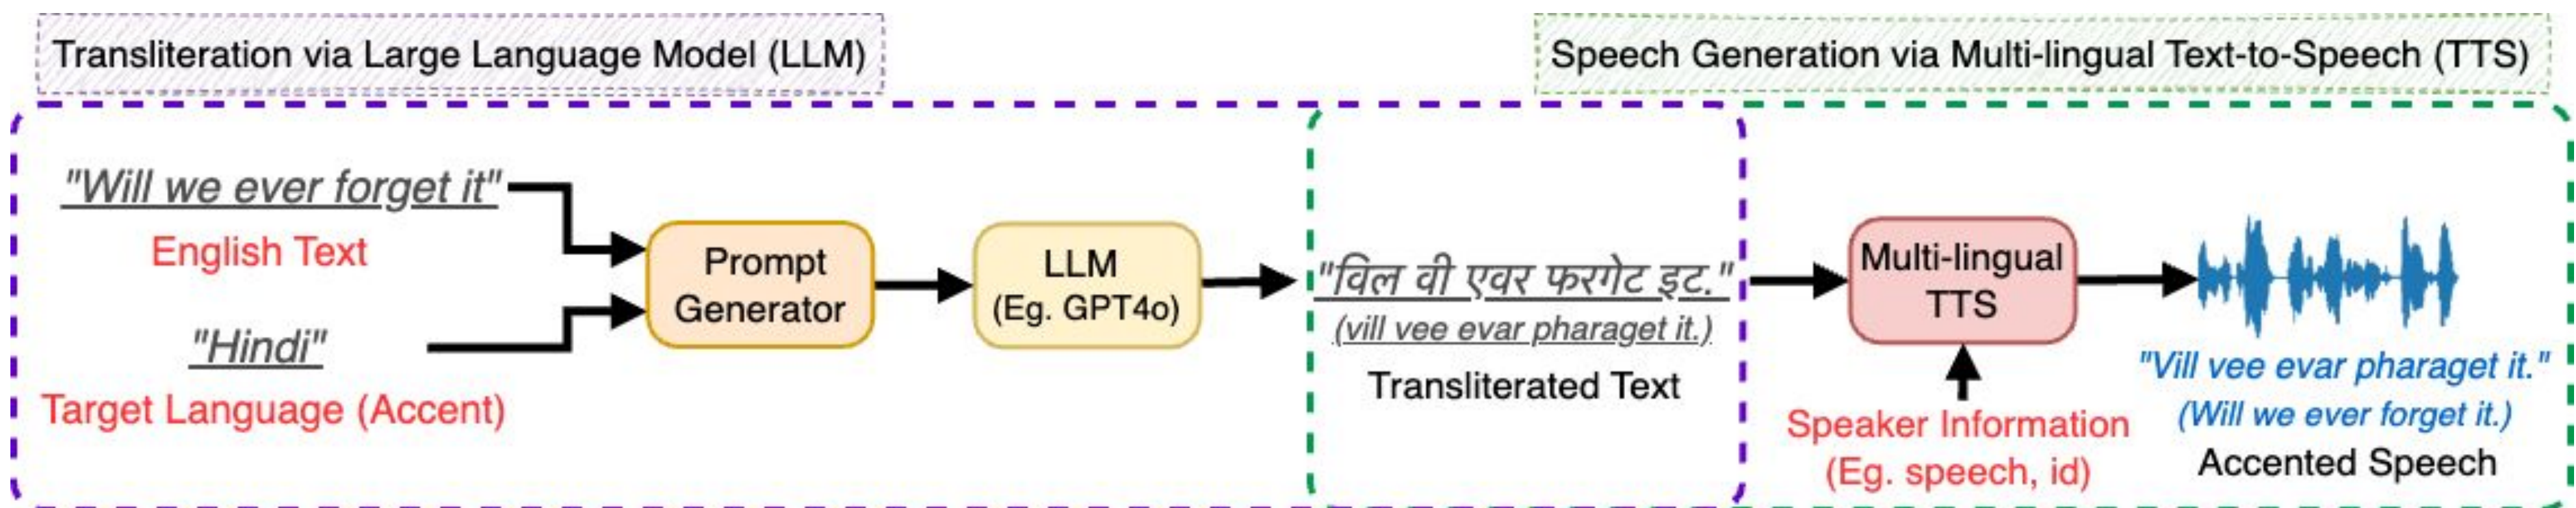 Transliteration via Large Language Model (LLM)
Speech Generation via Multi-lingual Text-to-Speech (TTS)
"Will we ever forget it"
English Text
"Hindi"
Target Language (Accent)
Prompt
Generator
LLM
(Eg. GPT4o)
"विल वी एवर फरगेट इट."
(vill vee evar pharaget it.)
Transliterated Text
Multi-lingual
TTS
Speaker Information
(Eg. speech, id)
"Vill vee evar pharaget it."
(Will we ever forget it.)
Accented Speech